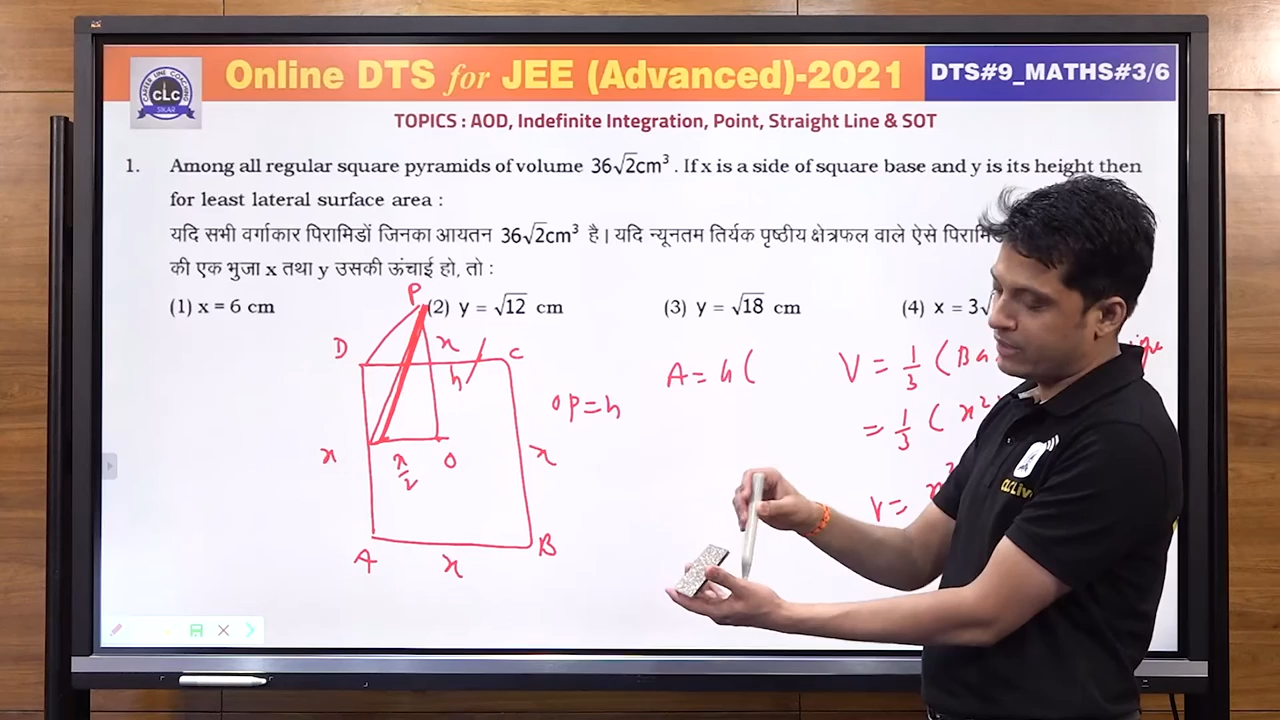 Online DTS for JEE (Advanced)-2021
DTS#9_MATHS#3/6
CLC
SIKAR
TOPICS : AOD, Indefinite Integration, Point, Straight Line & SOT
1. Among all regular square pyramids of volume 36√2cm³. If x is a side of square base and y is its height then
for least lateral surface area :
यदि सभी वर्गाकार पिरामिडों जिनका आयतन 36√2cm³ है। यदि न्यूनतम तिर्यक पृष्ठीय क्षेत्रफल वाले ऐसे
की एक भुजा x तथा y उसकी ऊंचाई हो, तो :
(1) x = 6 cm
(2) y = √12 cm
(3) y = √18 cm
(4) x = 3√
P
D
x
C
h
OP = h
x
x/2
O
x
A
x
B
A = 4 (
V = 1/3 (Ba
= 1/3 ( x²
V =